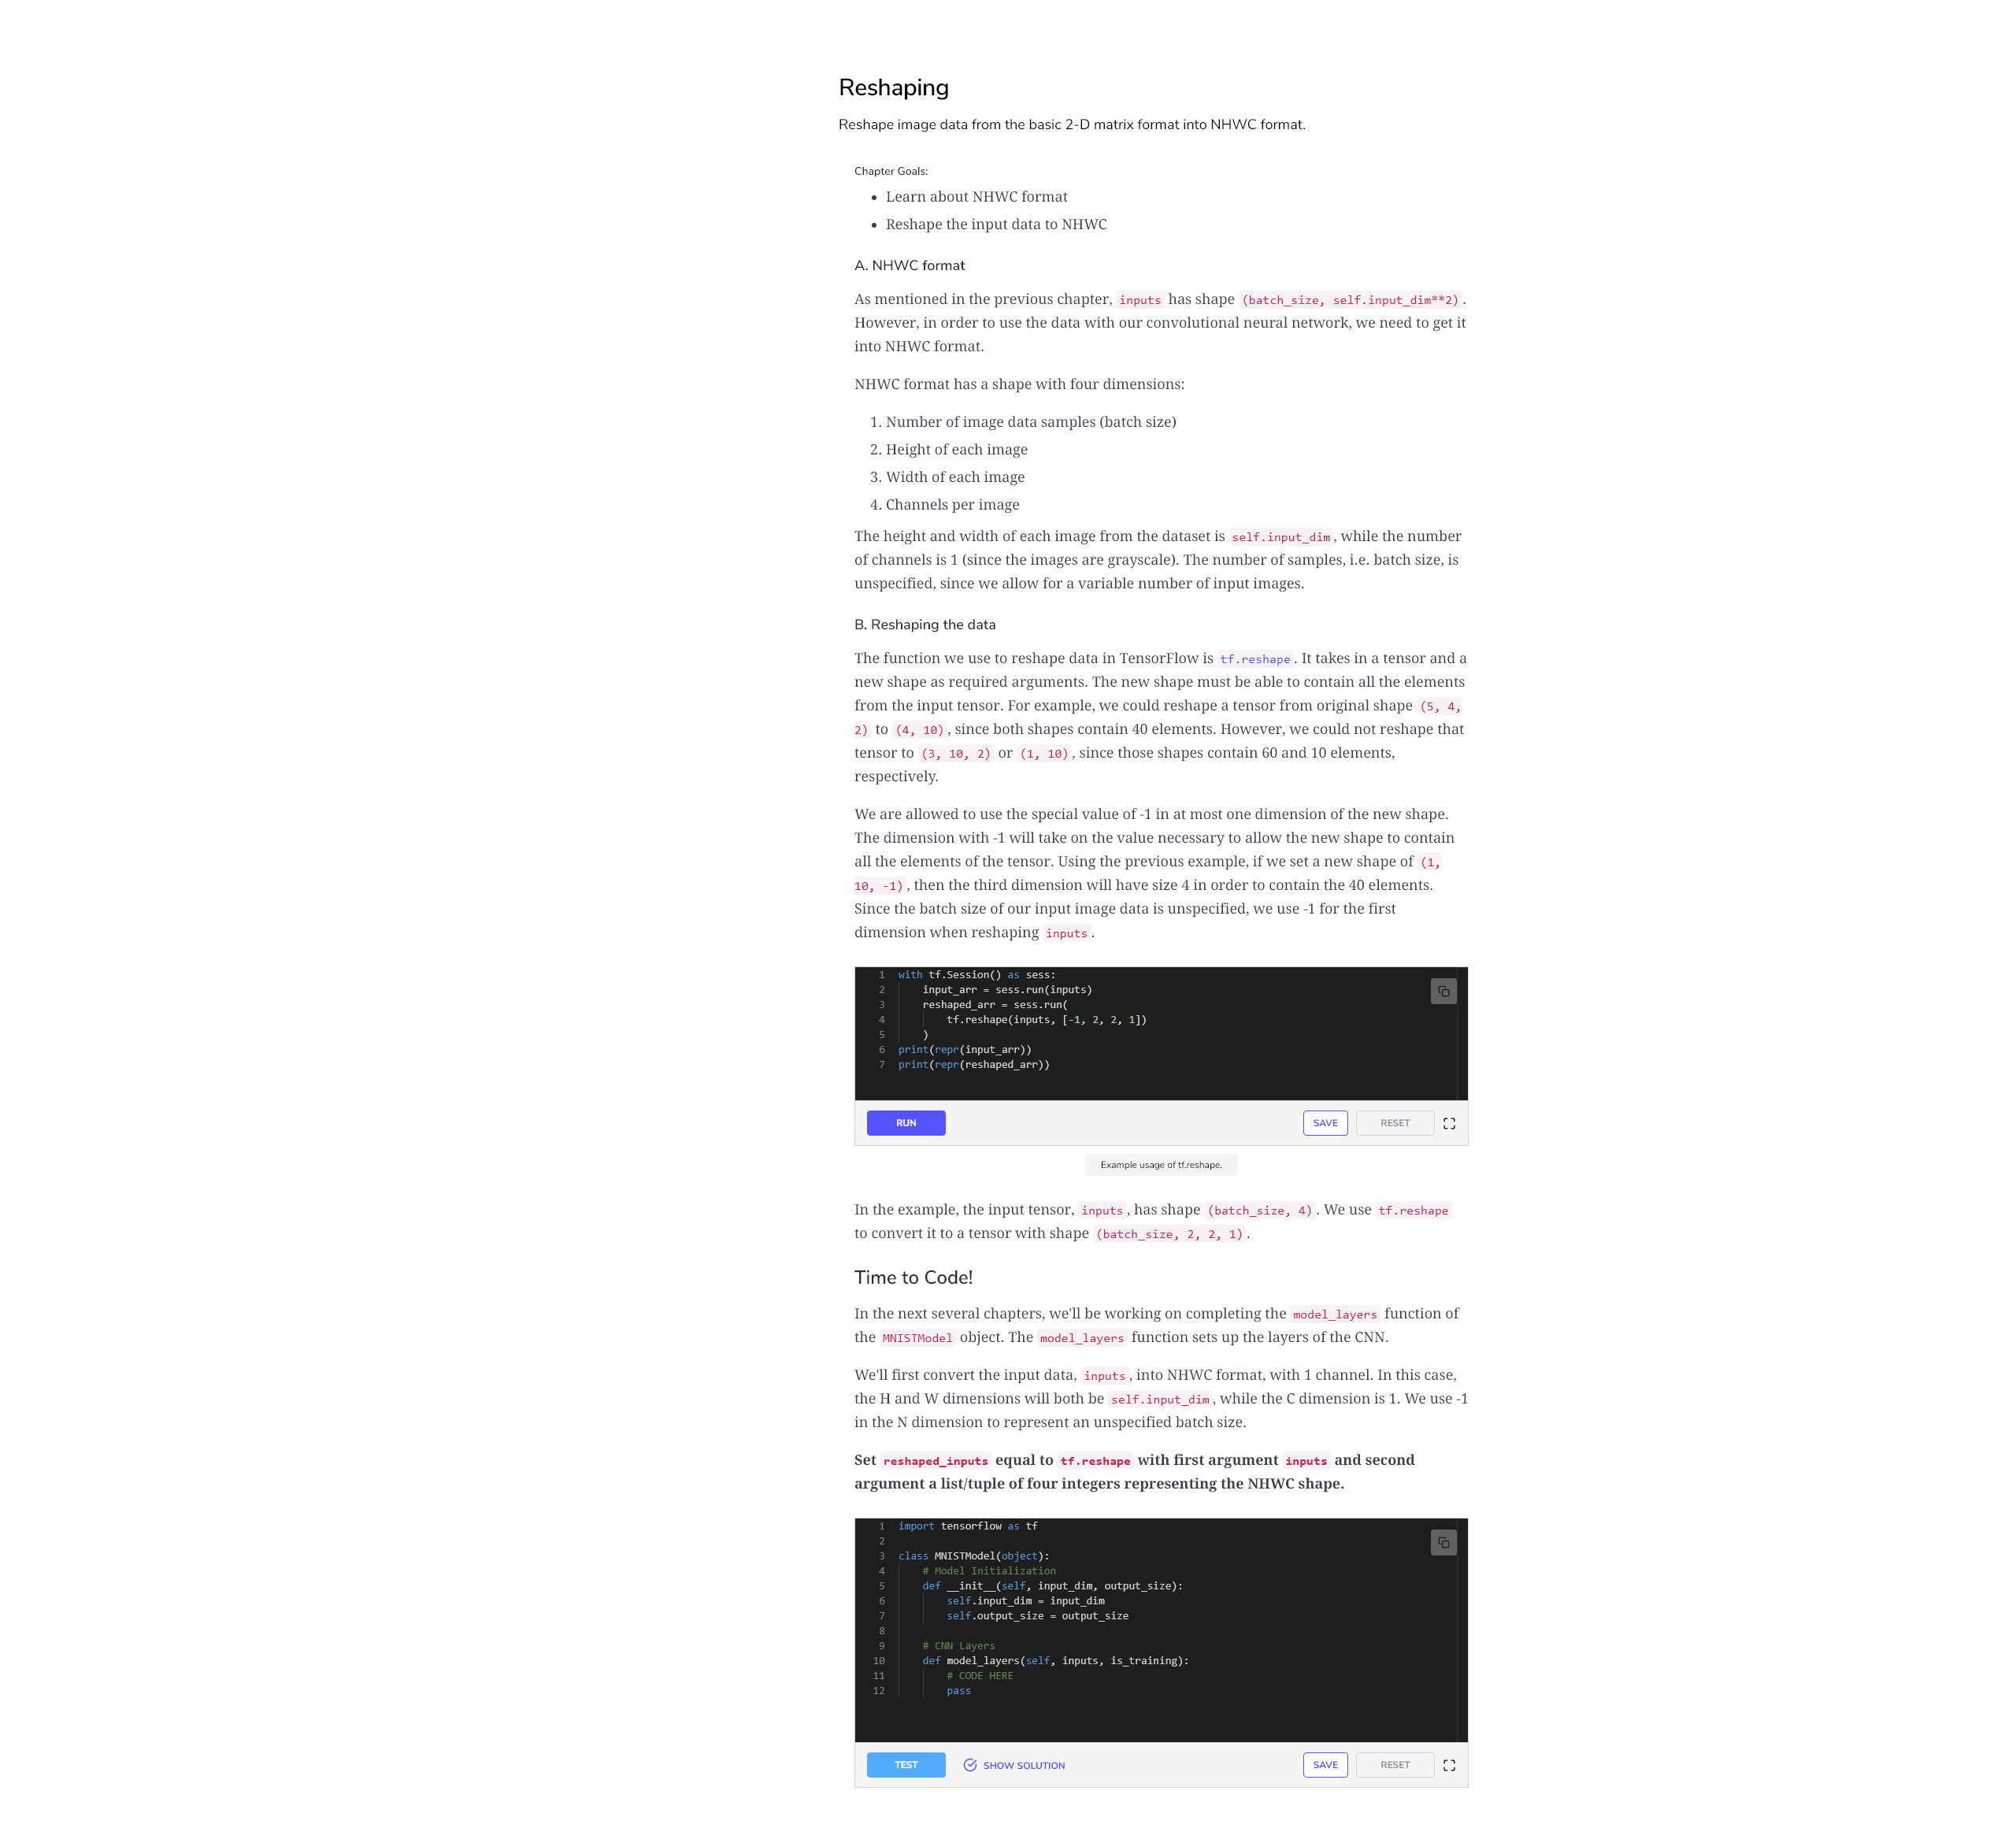 Reshaping
Reshape image data from the basic 2-D matrix format into NHWC format.
Chapter Goals:
• Learn about NHWC format
• Reshape the input data to NHWC
A. NHWC format
As mentioned in the previous chapter, inputs has shape (batch_size, self.input_dim**2).
However, in order to use the data with our convolutional neural network, we need to get it
into NHWC format.
NHWC format has a shape with four dimensions:
1. Number of image data samples (batch size)
2. Height of each image
3. Width of each image
4. Channels per image
The height and width of each image from the dataset is self.input_dim, while the number
of channels is 1 (since the images are grayscale). The number of samples, i.e. batch size, is
unspecified, since we allow for a variable number of input images.
B. Reshaping the data
The function we use to reshape data in TensorFlow is tf.reshape. It takes in a tensor and a
new shape as required arguments. The new shape must be able to contain all the elements
from the input tensor. For example, we could reshape a tensor from original shape (5, 4,
2) to (4, 10), since both shapes contain 40 elements. However, we could not reshape that
tensor to (3, 10, 2) or (1, 10), since those shapes contain 60 and 10 elements,
respectively.
We are allowed to use the special value of -1 in at most one dimension of the new shape.
The dimension with -1 will take on the value necessary to allow the new shape to contain
all the elements of the tensor. Using the previous example, if we set a new shape of (1,
10, -1), then the third dimension will have size 4 in order to contain the 40 elements.
Since the batch size of our input image data is unspecified, we use -1 for the first
dimension when reshaping inputs.
1 with tf.Session() as sess:
2     input_arr = sess.run(inputs)
3     reshaped_arr = sess.run(
4         tf.reshape(inputs, [-1, 2, 2, 1])
5     )
6 print(repr(input_arr))
7 print(repr(reshaped_arr))
RUN SAVE RESET
Example usage of tf.reshape.
In the example, the input tensor, inputs, has shape (batch_size, 4). We use tf.reshape
to convert it to a tensor with shape (batch_size, 2, 2, 1).
Time to Code!
In the next several chapters, we'll be working on completing the model_layers function of
the MNISTModel object. The model_layers function sets up the layers of the CNN.
We'll first convert the input data, inputs, into NHWC format, with 1 channel. In this case,
the H and W dimensions will both be self.input_dim, while the C dimension is 1. We use -1
in the N dimension to represent an unspecified batch size.
Set reshaped_inputs equal to tf.reshape with first argument inputs and second
argument a list/tuple of four integers representing the NHWC shape.
1 import tensorflow as tf
2
3 class MNISTModel(object):
4     # Model Initialization
5     def __init__(self, input_dim, output_size):
6         self.input_dim = input_dim
7         self.output_size = output_size
8
9     # CNN Layers
10     def model_layers(self, inputs, is_training):
11         # CODE HERE
12         pass
TEST SHOW SOLUTION SAVE RESET